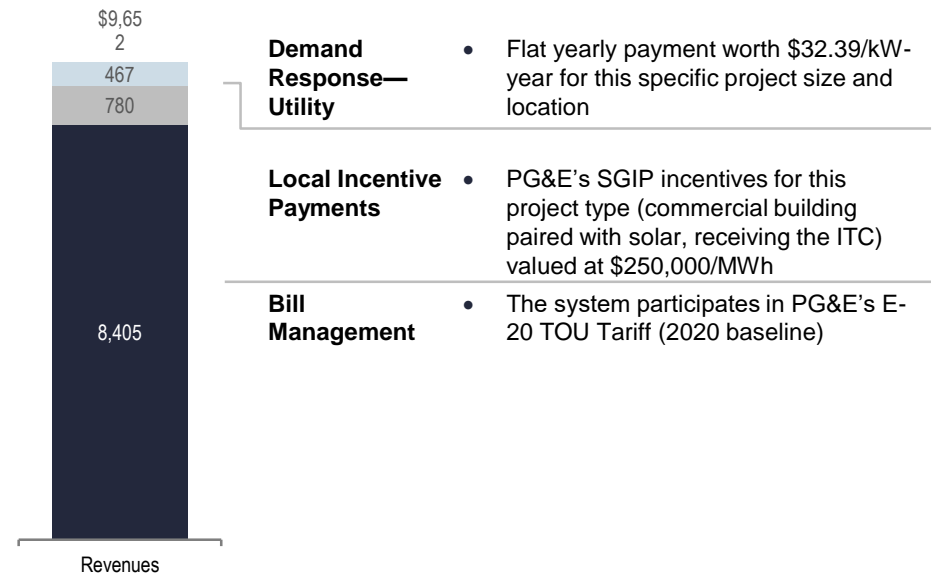 $9,65
2
467
780
8,405
Revenues
Demand
Response—
Utility
• Flat yearly payment worth $32.39/kW-
year for this specific project size and
location
Local Incentive
Payments
• PG&E’s SGIP incentives for this
project type (commercial building
paired with solar, receiving the ITC)
valued at $250,000/MWh
Bill
Management
• The system participates in PG&E’s E-
20 TOU Tariff (2020 baseline)